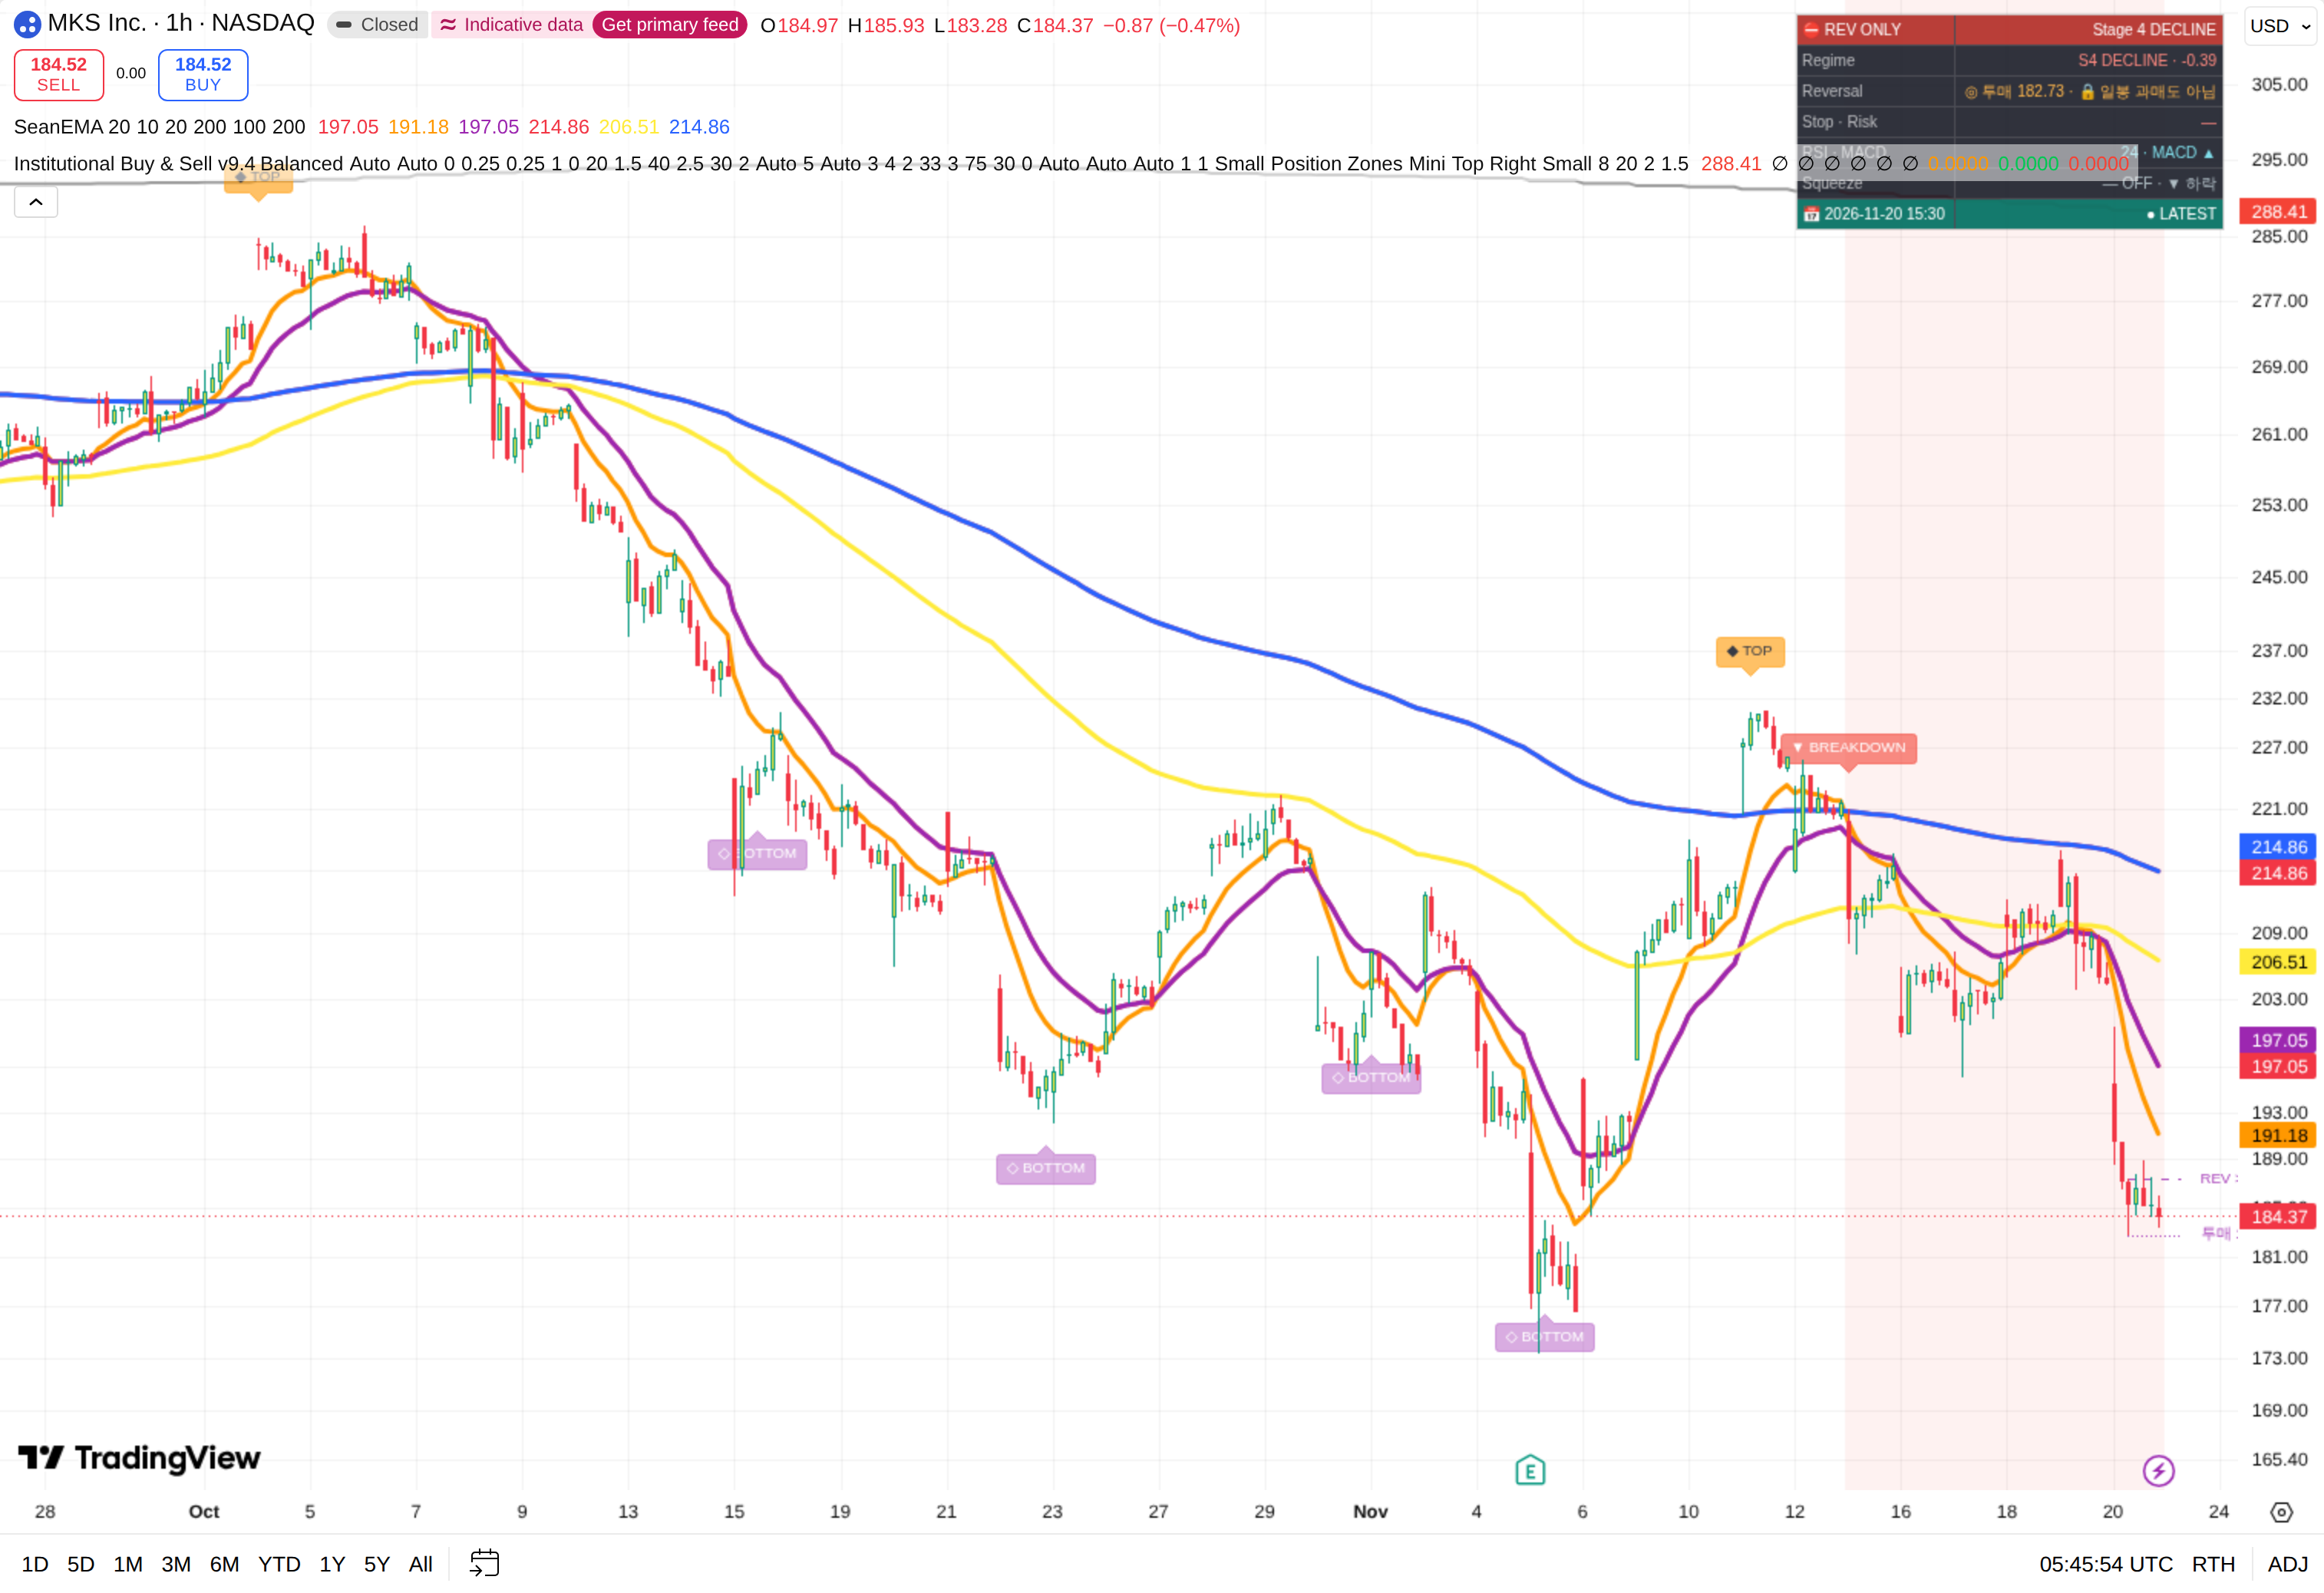 MKS Inc. · 1h · NASDAQ Closed Indicative data Get primary feed O184.97 H185.93 L183.28 C184.37 −0.87 (−0.47%)
184.52 SELL 0.00 184.52 BUY
SeanEMA 20 10 20 200 100 200 197.05 191.18 197.05 214.86 206.51 214.86
Institutional Buy & Sell v9.4 Balanced Auto Auto 0 0.25 0.25 1 0 20 1.5 40 2.5 30 2 Auto 5 Auto 3 4 2 33 3 75 30 0 Auto Auto Auto 1 1 Small Position Zones Mini Top Right Small 8 20 2 1.5 288.41 ∅ ∅ ∅ ∅ ∅ ∅ 0.0000 0.0000 0.0000
REV ONLY Stage 4 DECLINE
Regime S4 DECLINE · -0.39
Reversal ◎ 투매 182.73 · 🔒 일봉 과매도 아님
Stop · Risk —
RSI · MACD 24 · MACD ▲
Squeeze — OFF · ▼ 하락
2026-11-20 15:30 ● LATEST
USD
305.00
295.00
288.41
285.00
277.00
269.00
261.00
253.00
245.00
237.00
232.00
227.00
221.00
214.86
214.86
209.00
206.51
203.00
197.05
197.05
193.00
191.18
189.00
184.37
181.00
177.00
173.00
169.00
165.40
◆ TOP
◆ TOP
▼ BREAKDOWN
◇ BOTTOM
◇ BOTTOM
◇ BOTTOM
◇ BOTTOM
REV
투매
E
TradingView
28 Oct 5 7 9 13 15 19 21 23 27 29 Nov 4 6 10 12 16 18 20 24
1D 5D 1M 3M 6M YTD 1Y 5Y All 05:45:54 UTC RTH ADJ